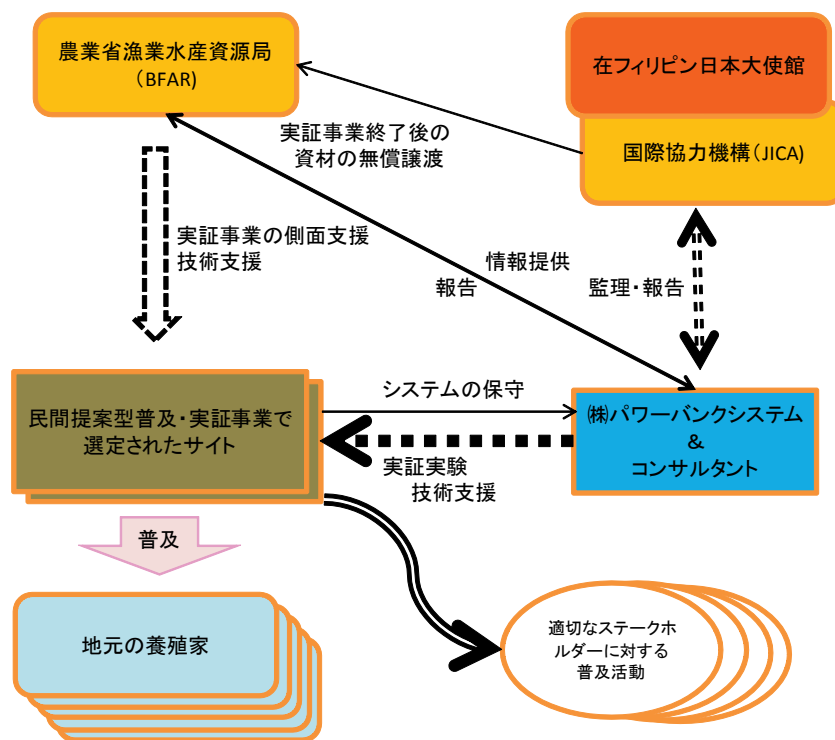 農業省漁業水産資源局
（BFAR)
在フィリピン日本大使館
国際協力機構（JICA)
実証事業終了後の
資材の無償譲渡
実証事業の側面支援
技術支援
情報提供
報告
監理・報告
民間提案型普及・実証事業で
選定されたサイト
システムの保守
㈱パワーバンクシステム
＆
コンサルタント
実証実験
技術支援
普及
地元の養殖家
適切なステークホ
ルダーに対する
普及活動